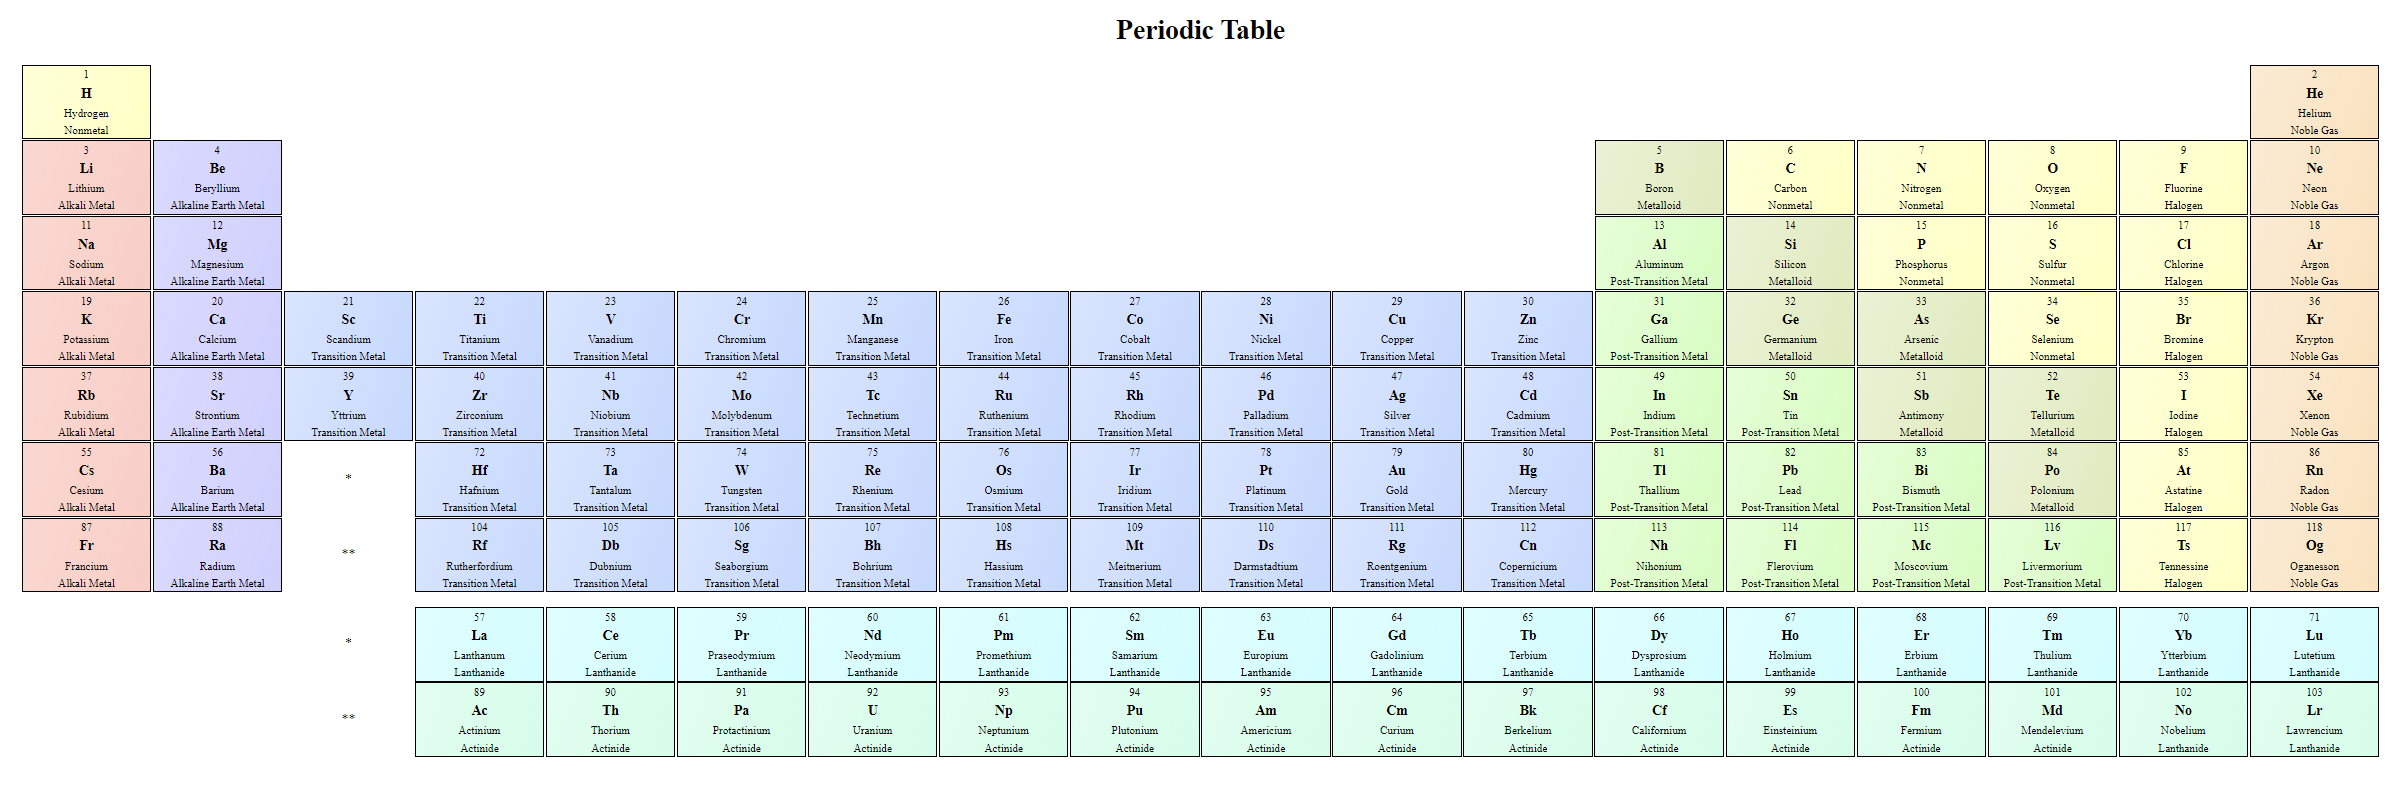 Periodic Table
1
H
Hydrogen
Nonmetal
2
He
Helium
Noble Gas
3
Li
Lithium
Alkali Metal
4
Be
Beryllium
Alkaline Earth Metal
5
B
Boron
Metalloid
6
C
Carbon
Nonmetal
7
N
Nitrogen
Nonmetal
8
O
Oxygen
Nonmetal
9
F
Fluorine
Halogen
10
Ne
Neon
Noble Gas
11
Na
Sodium
Alkali Metal
12
Mg
Magnesium
Alkaline Earth Metal
13
Al
Aluminum
Post-Transition Metal
14
Si
Silicon
Metalloid
15
P
Phosphorus
Nonmetal
16
S
Sulfur
Nonmetal
17
Cl
Chlorine
Halogen
18
Ar
Argon
Noble Gas
19
K
Potassium
Alkali Metal
20
Ca
Calcium
Alkaline Earth Metal
21
Sc
Scandium
Transition Metal
22
Ti
Titanium
Transition Metal
23
V
Vanadium
Transition Metal
24
Cr
Chromium
Transition Metal
25
Mn
Manganese
Transition Metal
26
Fe
Iron
Transition Metal
27
Co
Cobalt
Transition Metal
28
Ni
Nickel
Transition Metal
29
Cu
Copper
Transition Metal
30
Zn
Zinc
Transition Metal
31
Ga
Gallium
Post-Transition Metal
32
Ge
Germanium
Metalloid
33
As
Arsenic
Metalloid
34
Se
Selenium
Nonmetal
35
Br
Bromine
Halogen
36
Kr
Krypton
Noble Gas
37
Rb
Rubidium
Alkali Metal
38
Sr
Strontium
Alkaline Earth Metal
39
Y
Yttrium
Transition Metal
40
Zr
Zirconium
Transition Metal
41
Nb
Niobium
Transition Metal
42
Mo
Molybdenum
Transition Metal
43
Tc
Technetium
Transition Metal
44
Ru
Ruthenium
Transition Metal
45
Rh
Rhodium
Transition Metal
46
Pd
Palladium
Transition Metal
47
Ag
Silver
Transition Metal
48
Cd
Cadmium
Transition Metal
49
In
Indium
Post-Transition Metal
50
Sn
Tin
Post-Transition Metal
51
Sb
Antimony
Metalloid
52
Te
Tellurium
Metalloid
53
I
Iodine
Halogen
54
Xe
Xenon
Noble Gas
55
Cs
Cesium
Alkali Metal
56
Ba
Barium
Alkaline Earth Metal
*
72
Hf
Hafnium
Transition Metal
73
Ta
Tantalum
Transition Metal
74
W
Tungsten
Transition Metal
75
Re
Rhenium
Transition Metal
76
Os
Osmium
Transition Metal
77
Ir
Iridium
Transition Metal
78
Pt
Platinum
Transition Metal
79
Au
Gold
Transition Metal
80
Hg
Mercury
Transition Metal
81
Tl
Thallium
Post-Transition Metal
82
Pb
Lead
Post-Transition Metal
83
Bi
Bismuth
Post-Transition Metal
84
Po
Polonium
Metalloid
85
At
Astatine
Halogen
86
Rn
Radon
Noble Gas
87
Fr
Francium
Alkali Metal
88
Ra
Radium
Alkaline Earth Metal
**
104
Rf
Rutherfordium
Transition Metal
105
Db
Dubnium
Transition Metal
106
Sg
Seaborgium
Transition Metal
107
Bh
Bohrium
Transition Metal
108
Hs
Hassium
Transition Metal
109
Mt
Meitnerium
Transition Metal
110
Ds
Darmstadtium
Transition Metal
111
Rg
Roentgenium
Transition Metal
112
Cn
Copernicium
Transition Metal
113
Nh
Nihonium
Post-Transition Metal
114
Fl
Flerovium
Post-Transition Metal
115
Mc
Moscovium
Post-Transition Metal
116
Lv
Livermorium
Post-Transition Metal
117
Ts
Tennessine
Halogen
118
Og
Oganesson
Noble Gas
*
57
La
Lanthanum
Lanthanide
58
Ce
Cerium
Lanthanide
59
Pr
Praseodymium
Lanthanide
60
Nd
Neodymium
Lanthanide
61
Pm
Promethium
Lanthanide
62
Sm
Samarium
Lanthanide
63
Eu
Europium
Lanthanide
64
Gd
Gadolinium
Lanthanide
65
Tb
Terbium
Lanthanide
66
Dy
Dysprosium
Lanthanide
67
Ho
Holmium
Lanthanide
68
Er
Erbium
Lanthanide
69
Tm
Thulium
Lanthanide
70
Yb
Ytterbium
Lanthanide
71
Lu
Lutetium
Lanthanide
**
89
Ac
Actinium
Actinide
90
Th
Thorium
Actinide
91
Pa
Protactinium
Actinide
92
U
Uranium
Actinide
93
Np
Neptunium
Actinide
94
Pu
Plutonium
Actinide
95
Am
Americium
Actinide
96
Cm
Curium
Actinide
97
Bk
Berkelium
Actinide
98
Cf
Californium
Actinide
99
Es
Einsteinium
Actinide
100
Fm
Fermium
Actinide
101
Md
Mendelevium
Actinide
102
No
Nobelium
Lanthanide
103
Lr
Lawrencium
Lanthanide